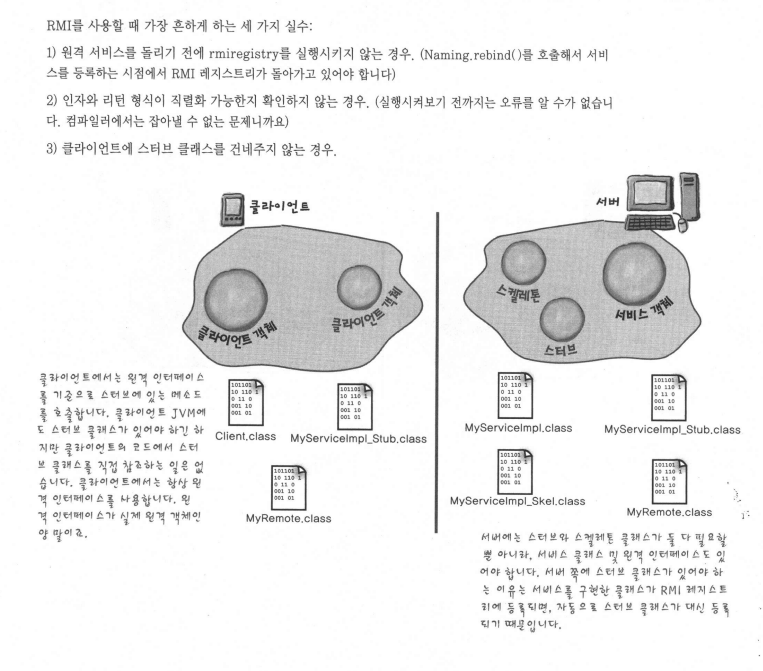 RMI를 사용할 때 가장 흔하게 하는 세 가지 실수:
1) 원격 서비스를 돌리기 전에 rmiregistry를 실행시키지 않는 경우. (Naming.rebind()를 호출해서 서비
스를 등록하는 시점에서 RMI 레지스트리가 돌아가고 있어야 합니다)
2) 인자와 리턴 형식이 직렬화 가능한지 확인하지 않는 경우. (실행시켜보기 전까지는 오류를 알 수가 없습니
다. 컴파일러에서는 잡아낼 수 없는 문제니까요)
3) 클라이언트에 스터브 클래스를 건네주지 않는 경우.
클라이언트
클라이언트 객체
클라이언트 객체
101101
10 110 1
0 11 0
001 10
001 01
Client.class
101101
10 110 1
0 11 0
001 10
001 01
MyServiceImpl_Stub.class
101101
10 110 1
0 11 0
001 10
001 01
MyRemote.class
클라이언트에서는 원격 인터페이스
를 기준으로 스터브에 있는 메소드
를 호출합니다. 클라이언트 JVM에
도 스터브 클래스가 있어야 하긴 하
지만 클라이언트의 코드에서 스터
브 클래스를 직접 참조하는 일은 없
습니다. 클라이언트에서는 항상 원
격 인터페이스를 사용합니다. 원
격 인터페이스가 실제 원격 객체인
양 말이죠.
서버
스켈레톤
서비스 객체
스터브
101101
10 110 1
0 11 0
001 10
001 01
MyServiceImpl.class
101101
10 110 1
0 11 0
001 10
001 01
MyServiceImpl_Stub.class
101101
10 110 1
0 11 0
001 10
001 01
MyServiceImpl_Skel.class
101101
10 110 1
0 11 0
001 10
001 01
MyRemote.class
서버에는 스터브와 스켈레톤 클래스가 둘 다 필요할
뿐 아니라, 서비스 클래스 및 원격 인터페이스도 있
어야 합니다. 서버 쪽에 스터브 클래스가 있어야 하
는 이유는 서비스를 구현한 클래스가 RMI 레지스트
리에 등록되면, 자동으로 스터브 클래스가 대신 등록
되기 때문입니다.